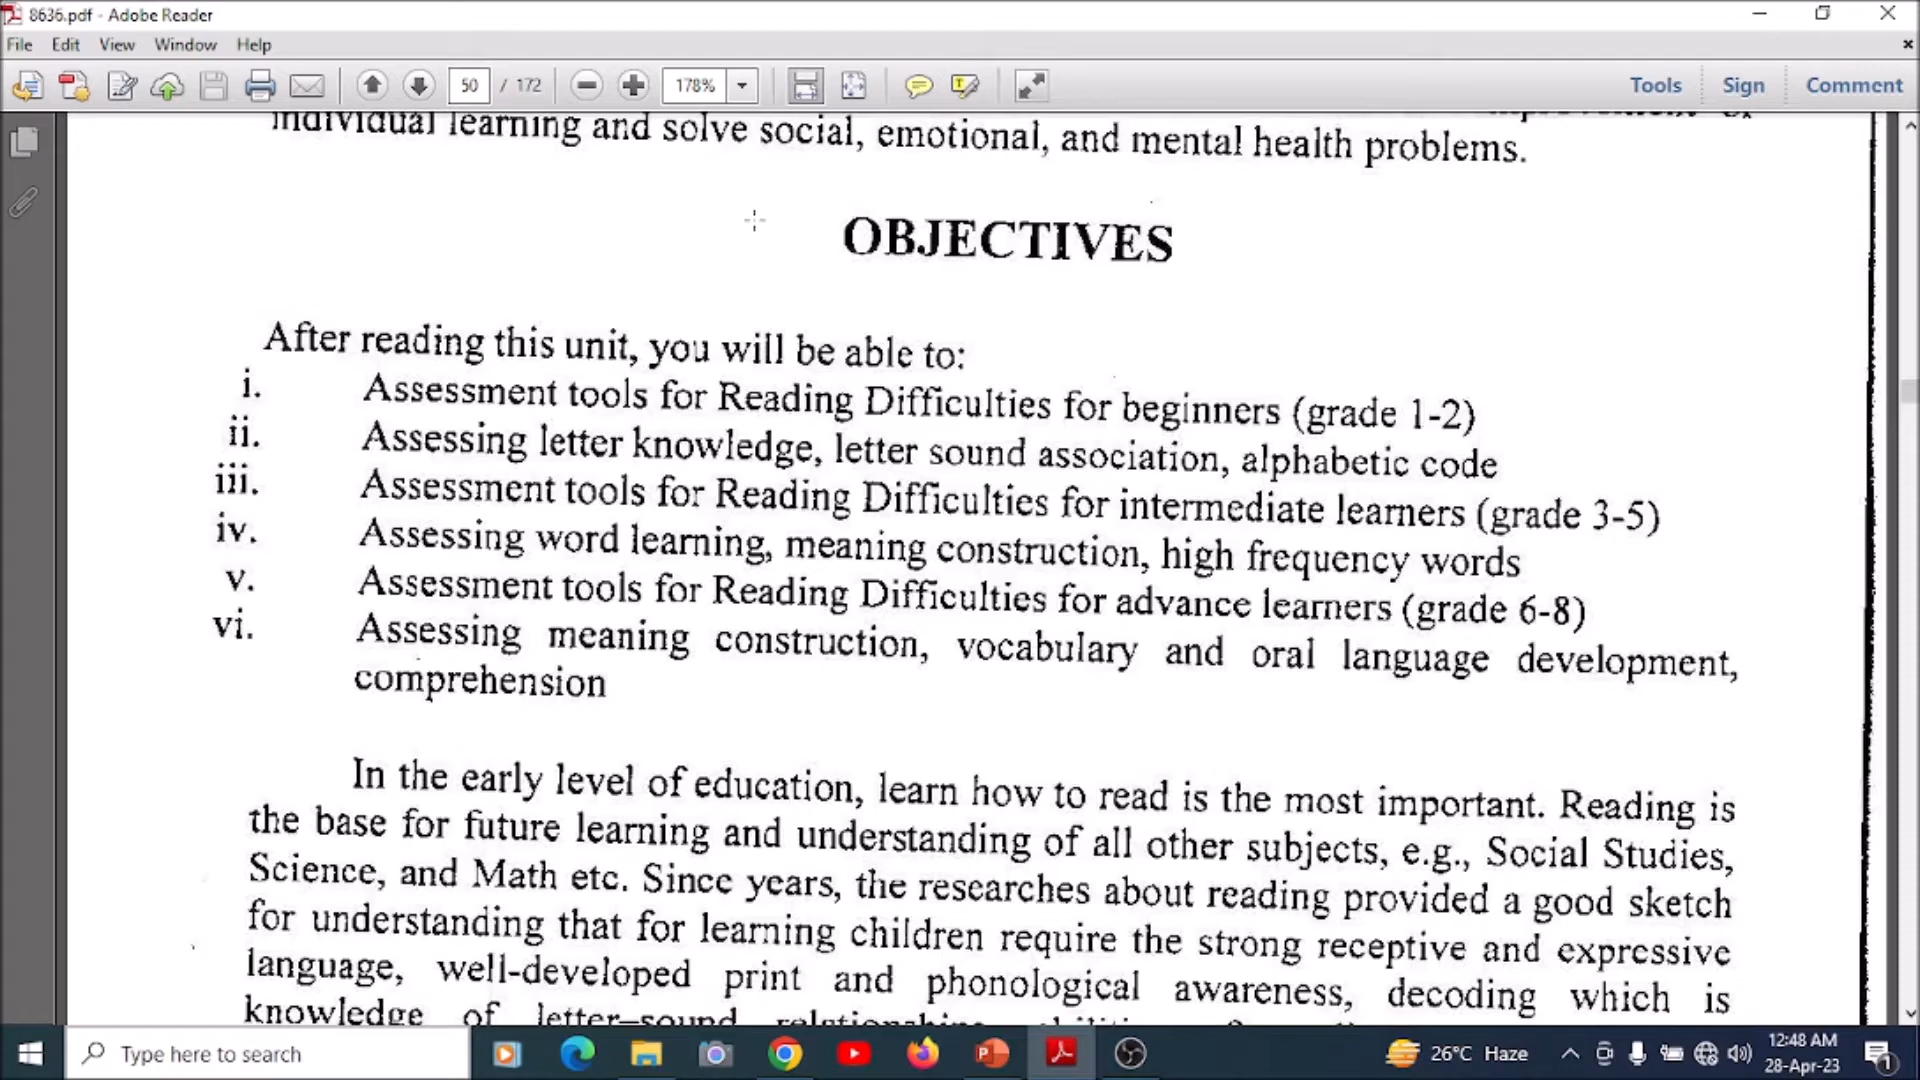 8636.pdf - Adobe Reader
File Edit View Window Help
50 / 172 178% Tools Sign Comment
individual learning and solve social, emotional, and mental health problems.
OBJECTIVES
After reading this unit, you will be able to:
i. Assessment tools for Reading Difficulties for beginners (grade 1-2)
ii. Assessing letter knowledge, letter sound association, alphabetic code
iii. Assessment tools for Reading Difficulties for intermediate learners (grade 3-5)
iv. Assessing word learning, meaning construction, high frequency words
v. Assessment tools for Reading Difficulties for advance learners (grade 6-8)
vi. Assessing meaning construction, vocabulary and oral language development,
comprehension
In the early level of education, learn how to read is the most important. Reading is
the base for future learning and understanding of all other subjects, e.g., Social Studies,
Science, and Math etc. Since years, the researches about reading provided a good sketch
for understanding that for learning children require the strong receptive and expressive
language, well-developed print and phonological awareness, decoding which is
knowledge of letter–sound
Type here to search 26°C Haze 12:48 AM
28-Apr-23 1